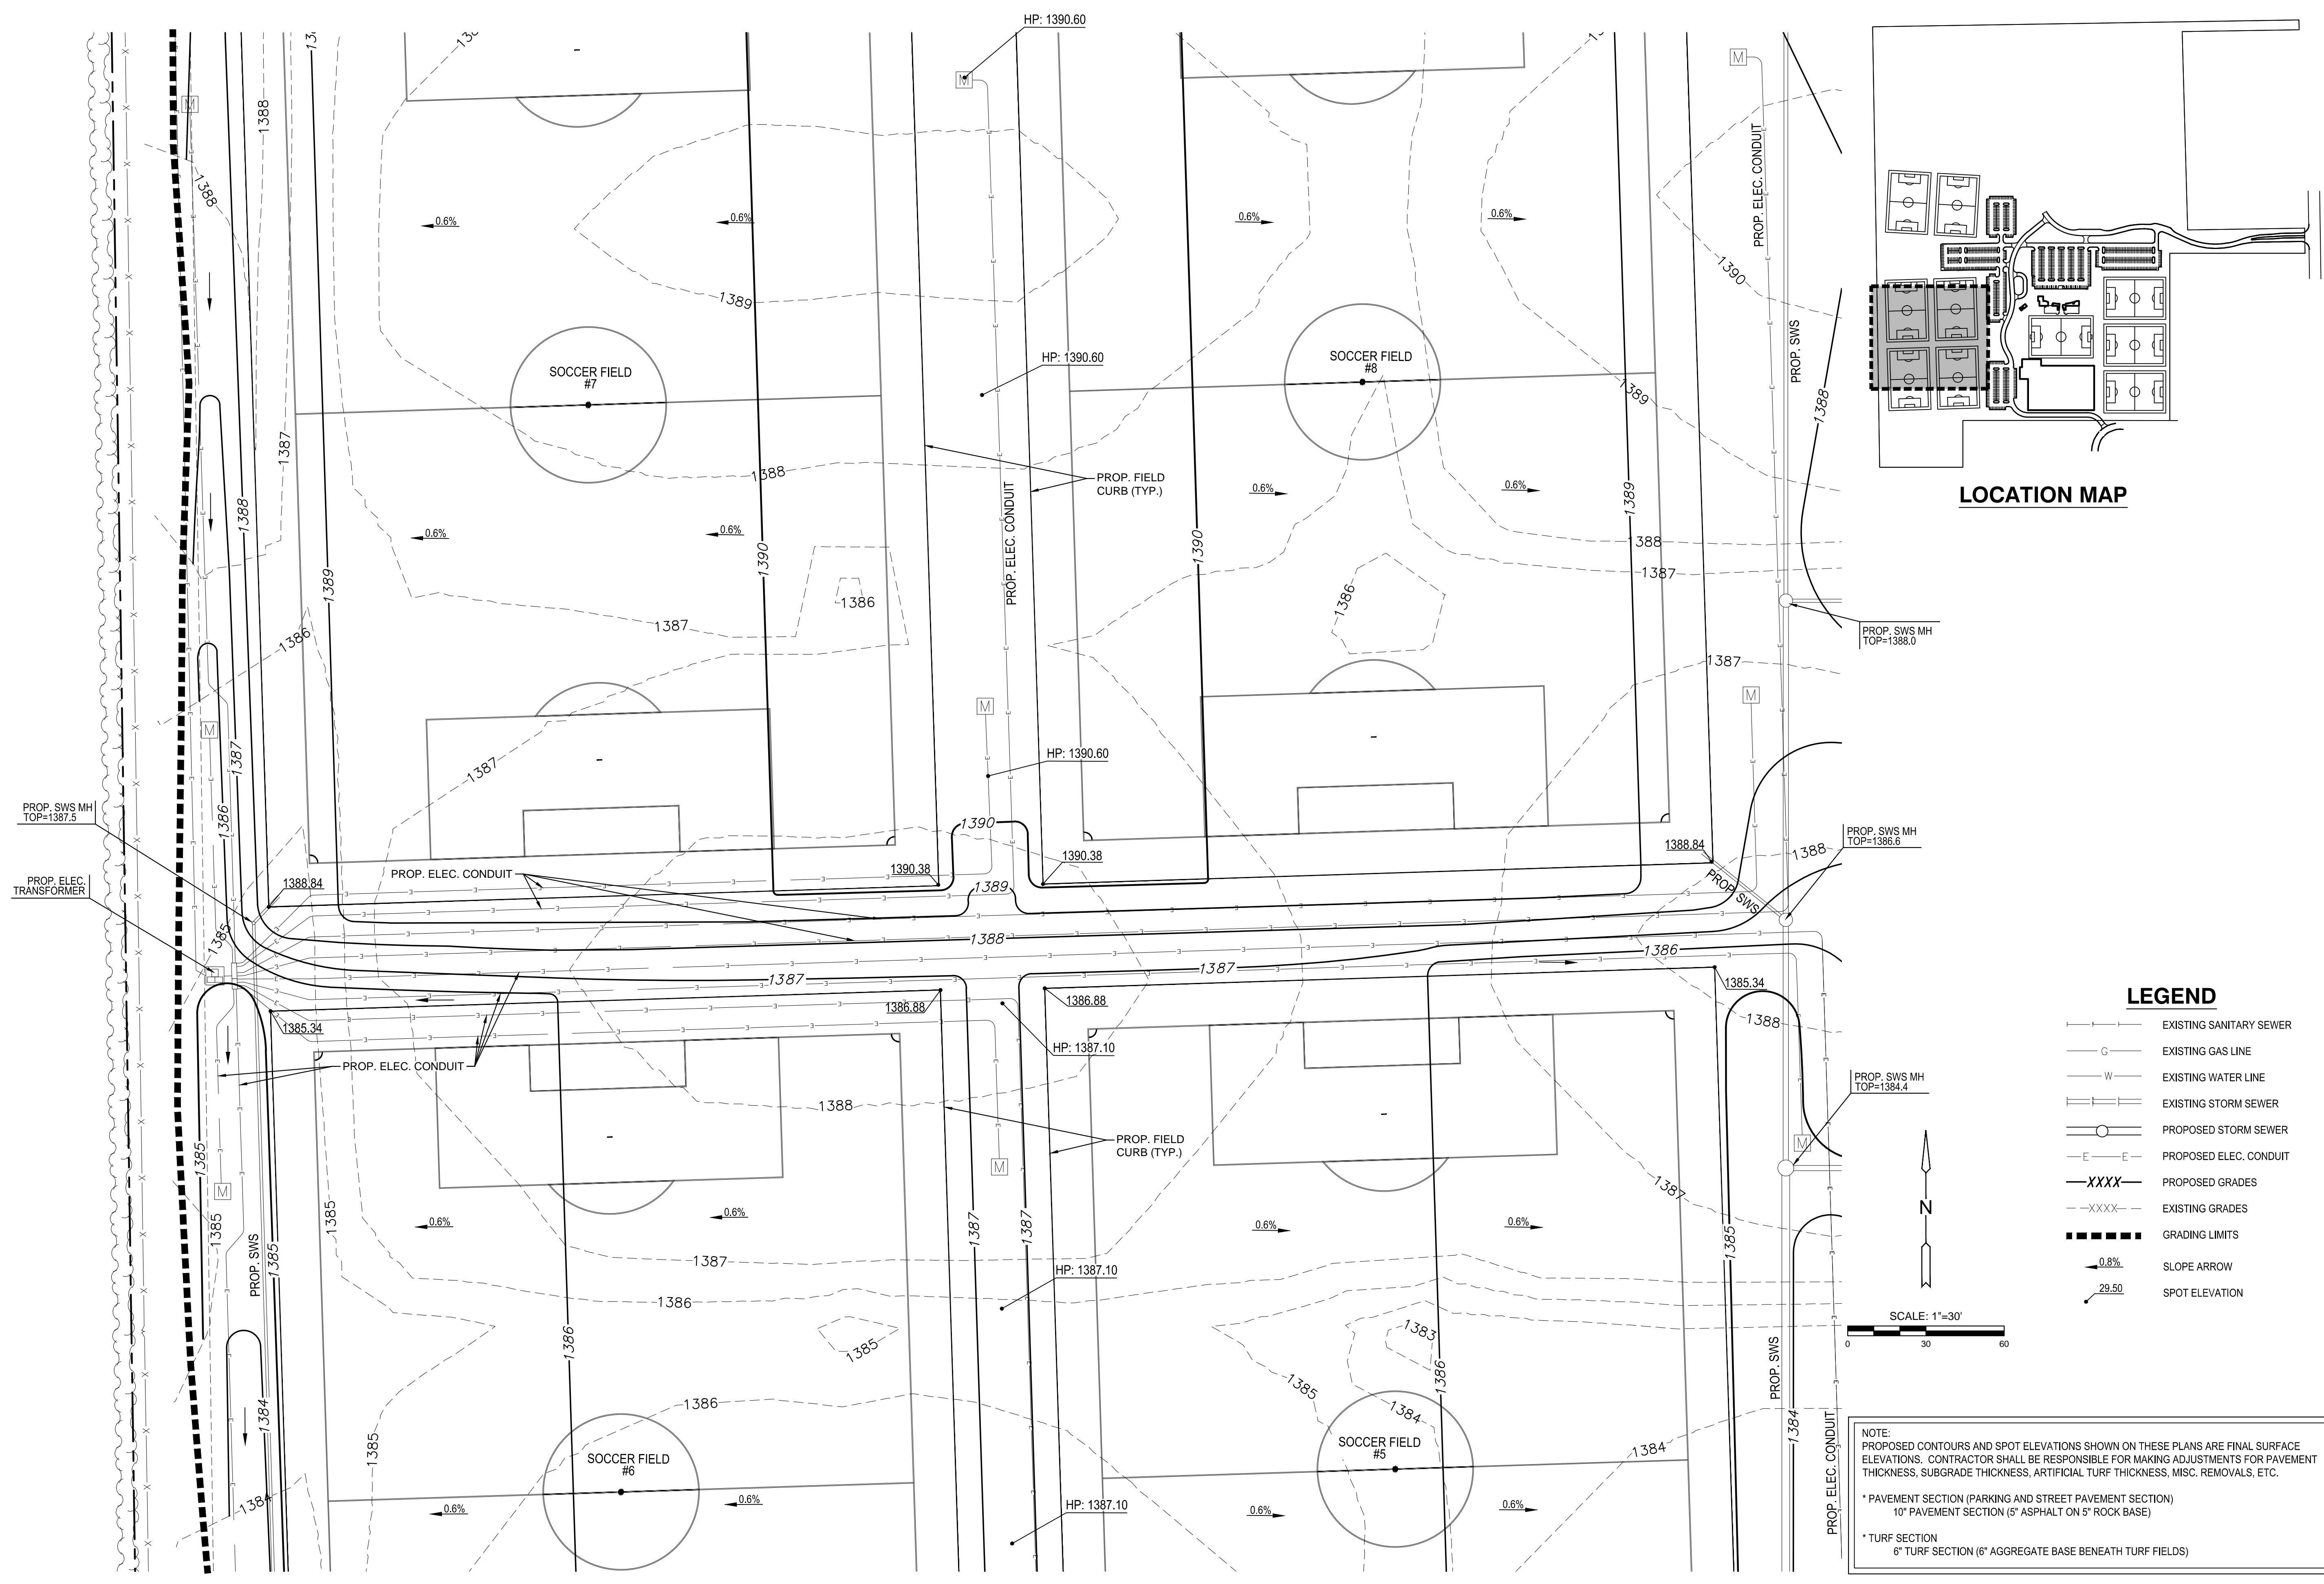 HP: 1390.60
M
M
M
1388
1388
PROP. ELEC. CONDUIT
0.6%
0.6%
0.6%
0.6%
1390
1389
HP: 1390.60
SOCCER FIELD
#7
SOCCER FIELD
#8
PROP. SWS
1388
1389
1387
1388
PROP. FIELD
CURB (TYP.)
LOCATION MAP
1388
0.6%
0.6%
0.6%
0.6%
1389
1390
PROP. ELEC. CONDUIT
1390
1389
1388
1387
1386
1386
1387
1386
PROP. SWS MH
TOP=1388.0
1387
M
M
M
1387
HP: 1390.60
1387
1386
PROP. SWS MH
TOP=1387.5
1390
PROP. SWS MH
TOP=1386.6
1388.84
1388
1390.38
PROP. ELEC. CONDUIT
1390.38
PROP. ELEC.
TRANSFORMER
1388.84
1389
PROP. SWS
1385
1388
1386
1387
1387
1385.34
1386.88
1386.88
1385.34
1388
HP: 1387.10
PROP. ELEC. CONDUIT
1388
PROP. SWS MH
TOP=1384.4
PROP. FIELD
CURB (TYP.)
M
M
M
1385
1387
1385
1385
0.6%
0.6%
0.6%
0.6%
1387
1387
1385
1385
PROP. SWS
1387
HP: 1387.10
1386
1386
1385
1383
1386
1385
1384
1384
1386
1385
SOCCER FIELD
#6
SOCCER FIELD
#5
1384
1384
PROP. SWS
PROP. ELEC. CONDUIT
1384
0.6%
0.6%
HP: 1387.10
0.6%
0.6%
LEGEND
EXISTING SANITARY SEWER
G EXISTING GAS LINE
W EXISTING WATER LINE
EXISTING STORM SEWER
PROPOSED STORM SEWER
E E PROPOSED ELEC. CONDUIT
XXXX PROPOSED GRADES
XXXX EXISTING GRADES
GRADING LIMITS
0.8% SLOPE ARROW
29.50 SPOT ELEVATION
N
SCALE: 1"=30'
0 30 60
NOTE:
PROPOSED CONTOURS AND SPOT ELEVATIONS SHOWN ON THESE PLANS ARE FINAL SURFACE
ELEVATIONS. CONTRACTOR SHALL BE RESPONSIBLE FOR MAKING ADJUSTMENTS FOR PAVEMENT
THICKNESS, SUBGRADE THICKNESS, ARTIFICIAL TURF THICKNESS, MISC. REMOVALS, ETC.
* PAVEMENT SECTION (PARKING AND STREET PAVEMENT SECTION)
10" PAVEMENT SECTION (5" ASPHALT ON 5" ROCK BASE)
* TURF SECTION
6" TURF SECTION (6" AGGREGATE BASE BENEATH TURF FIELDS)